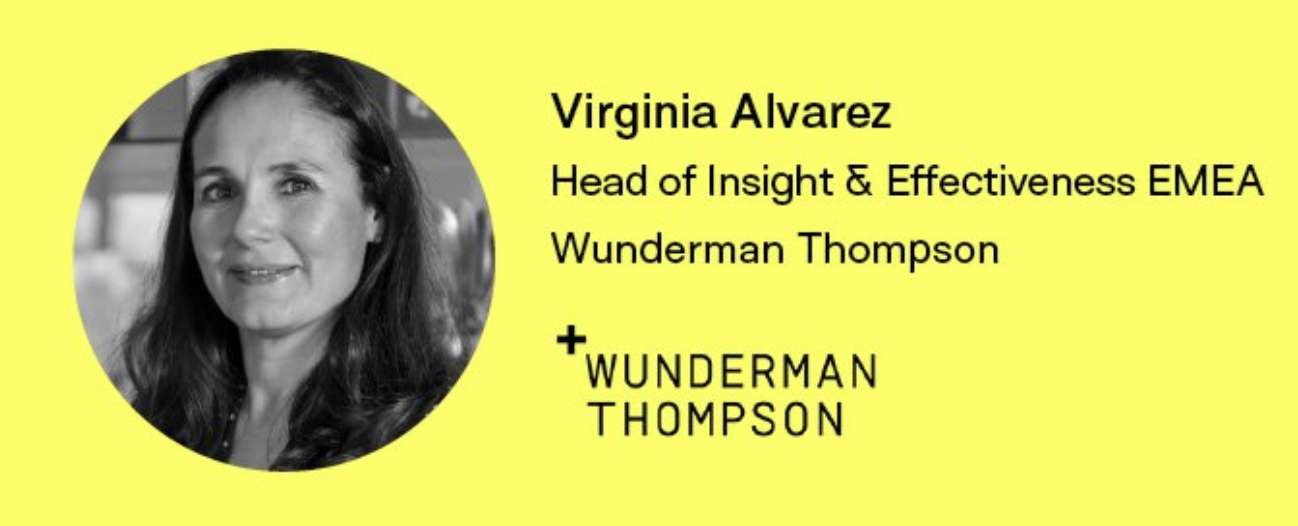 Virginia Alvarez
Head of Insight & Effectiveness EMEA
Wunderman Thompson
+WUNDERMAN
THOMPSON